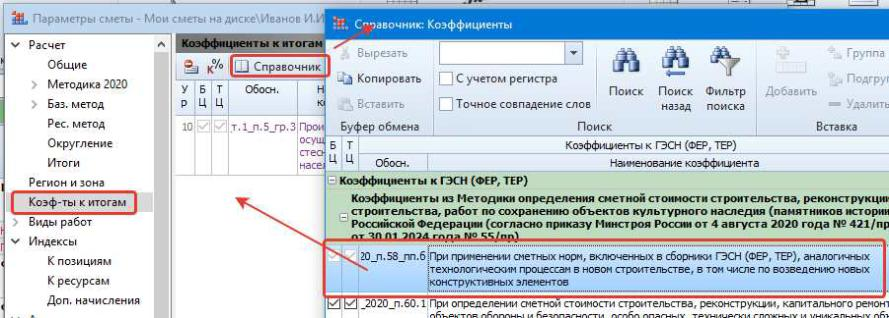 Параметры сметы - Мои сметы на диске\Иванов И.И
Расчет
Общие
Методика 2020
Баз. метод
Рес. метод
Округление
Итоги
Регион и зона
Коэф-ты к итогам
Виды работ
Индексы
К позициям
К ресурсам
Доп. начисления
Коэффициенты к итогам
к% Справочник
У Б Т Обосн.
р Ц Ц
10 т.1_п.5_гр.3 Прои
осущ
стес
насел
Справочник: Коэффициенты
Вырезать
Копировать
Вставить
Буфер обмена
С учетом регистра
Точное совпадение слов
Поиск
Поиск назад
Фильтр поиска
Поиск
Добавить
Группа
Подгруп
Удалить
Вставка
Б Т Коэффициенты к ГЭСН (ФЕР, ТЕР)
Ц Ц Обосн. Наименование коэффициента
Коэффициенты к ГЭСН (ФЕР, ТЕР)
Коэффициенты из Методики определения сметной стоимости строительства, реконструкции
строительства, работ по сохранению объектов культурного наследия (памятников истории
Российской Федерации (согласно приказу Минстроя России от 4 августа 2020 года № 421/пр
от 30.01.2024 года № 55/пр)
20_п.58_пп.б При применении сметных норм, включенных в сборники ГЭСН (ФЕР, ТЕР), аналогичных
технологическим процессам в новом строительстве, в том числе по возведению новых
конструктивных элементов
_2020_п.60.1 При определении сметной стоимости строительства, реконструкции, капитального ремонт
объектов обороны и безопасности, особо опасных, технически сложных и уникальных объ